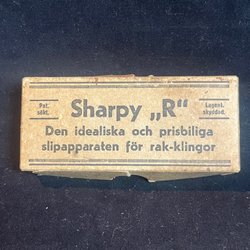 Pat.
sökt.
Sharpy „R“
Lagenl.
skyddad.
Den idealiska och prisbiliga
slipapparaten för rak-klingor